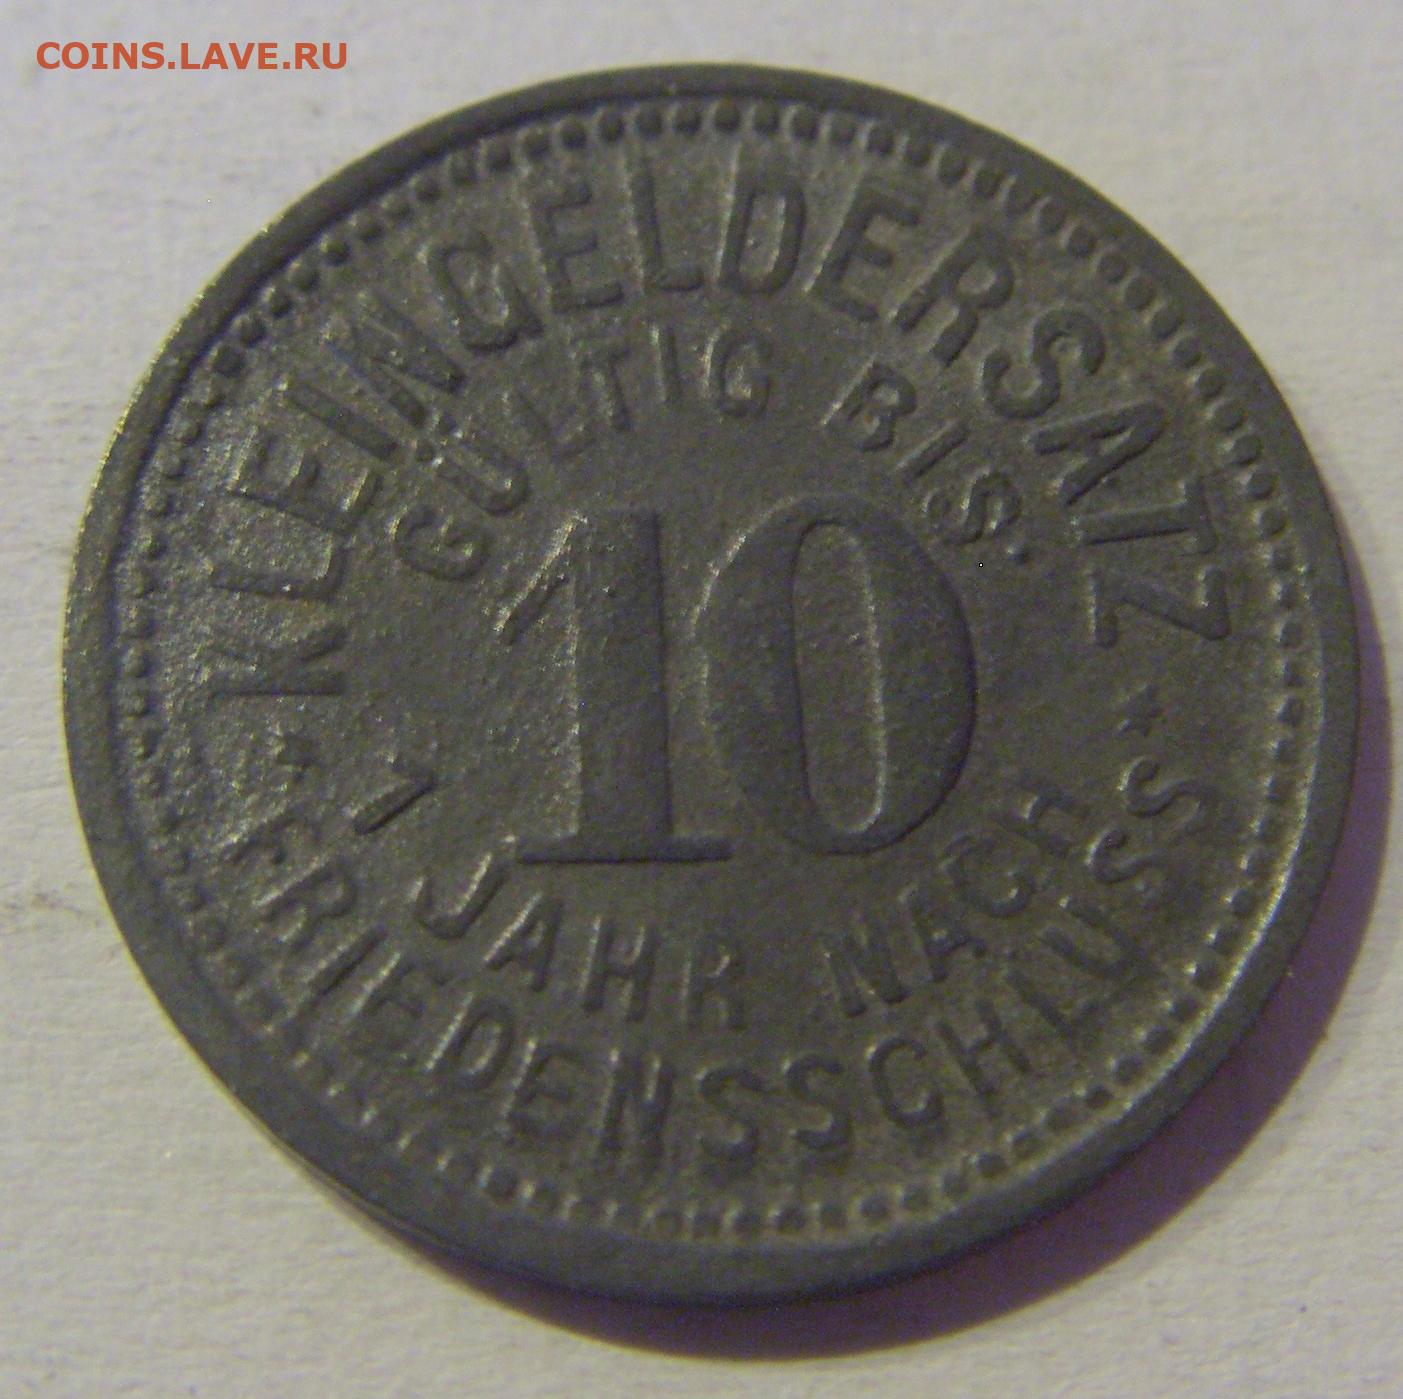 COINS.LAVE.RU
KLEINGELDERSATZ
GÜLTIG BIS.
10
1 JAHR NACH
* FRIEDENSSCHLUSS *